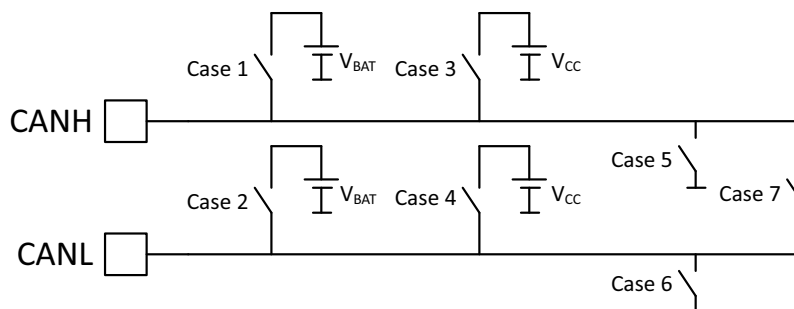 Case 1 VBAT Case 3 VCC
CANH
Case 5
Case 2 VBAT Case 4 VCC Case 7
CANL
Case 6